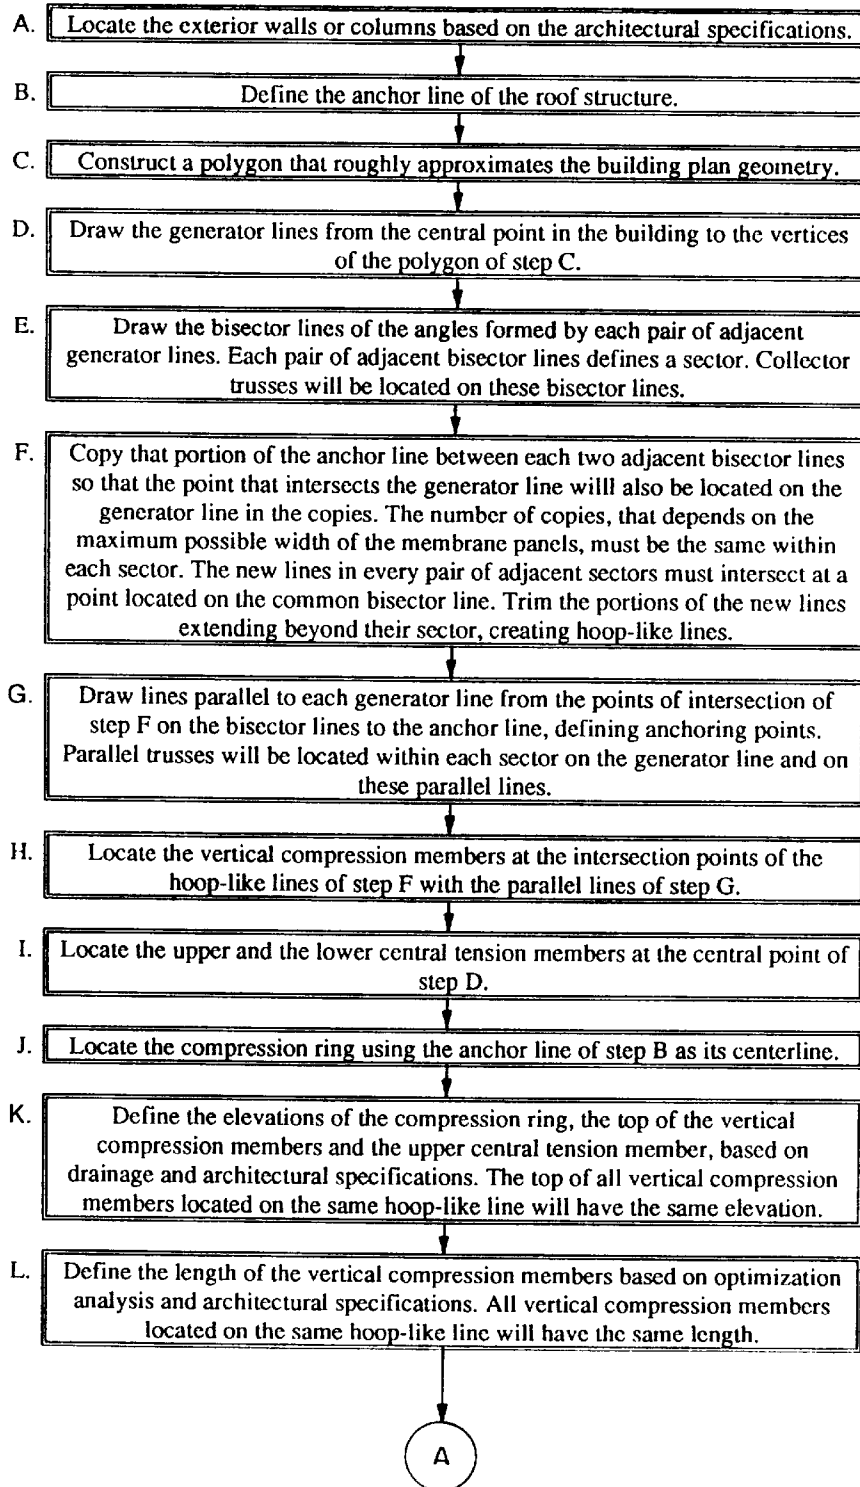 A. Locate the exterior walls or columns based on the architectural specifications.
B. Define the anchor line of the roof structure.
C. Construct a polygon that roughly approximates the building plan geometry.
D. Draw the generator lines from the central point in the building to the vertices
of the polygon of step C.
E. Draw the bisector lines of the angles formed by each pair of adjacent
generator lines. Each pair of adjacent bisector lines defines a sector. Collector
trusses will be located on these bisector lines.
F. Copy that portion of the anchor line between each two adjacent bisector lines
so that the point that intersects the generator line willl also be located on the
generator line in the copies. The number of copies, that depends on the
maximum possible width of the membrane panels, must be the same within
each sector. The new lines in every pair of adjacent sectors must intersect at a
point located on the common bisector line. Trim the portions of the new lines
extending beyond their sector, creating hoop-like lines.
G. Draw lines parallel to each generator line from the points of intersection of
step F on the bisector lines to the anchor line, defining anchoring points.
Parallel trusses will be located within each sector on the generator line and on
these parallel lines.
H. Locate the vertical compression members at the intersection points of the
hoop-like lines of step F with the parallel lines of step G.
I. Locate the upper and the lower central tension members at the central point of
step D.
J. Locate the compression ring using the anchor line of step B as its centerline.
K. Define the elevations of the compression ring, the top of the vertical
compression members and the upper central tension member, based on
drainage and architectural specifications. The top of all vertical compression
members located on the same hoop-like line will have the same elevation.
L. Define the length of the vertical compression members based on optimization
analysis and architectural specifications. All vertical compression members
located on the same hoop-like line will have the same length.
A